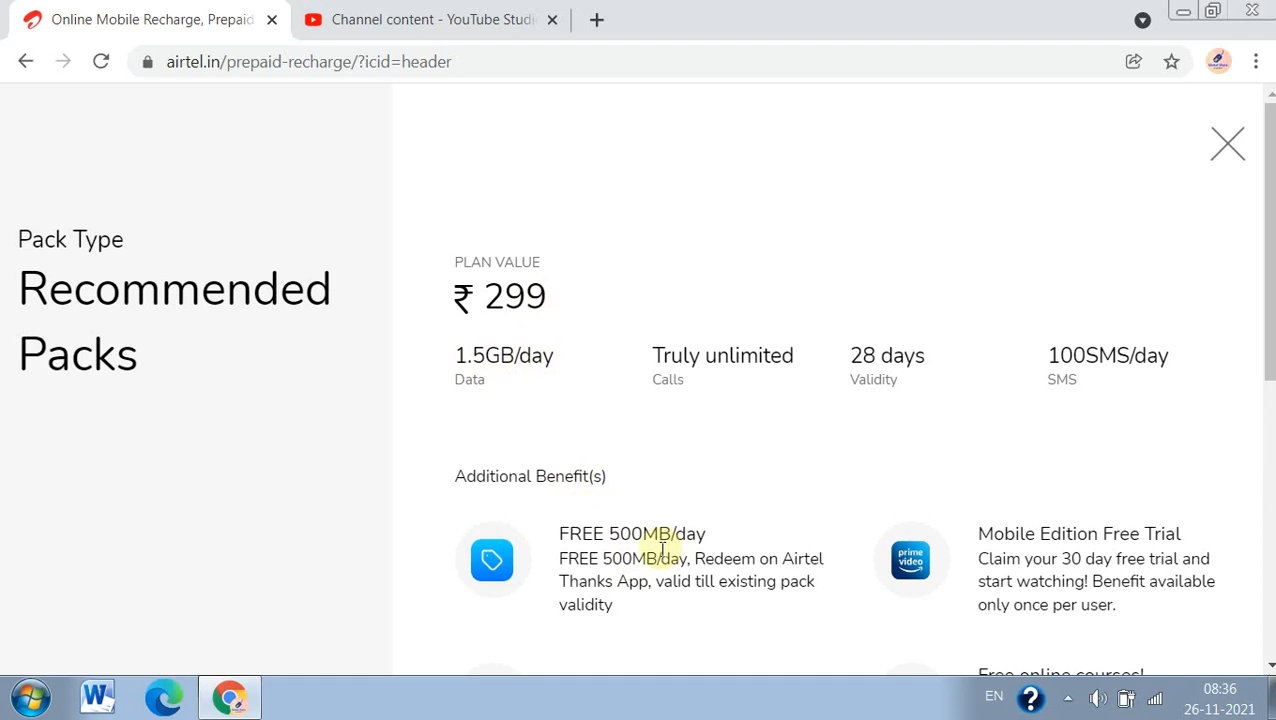 Online Mobile Recharge, Prepaid
Channel content - YouTube Studi
airtel.in/prepaid-recharge/?icid=header
Pack Type
Recommended
Packs
PLAN VALUE
₹ 299
1.5GB/day
Data
Truly unlimited
Calls
28 days
Validity
100SMS/day
SMS
Additional Benefit(s)
FREE 500MB/day
FREE 500MB/day, Redeem on Airtel
Thanks App, valid till existing pack
validity
prime
video
Mobile Edition Free Trial
Claim your 30 day free trial and
start watching! Benefit available
only once per user.
Free online courses!
W
EN
?
08:36
26-11-2021